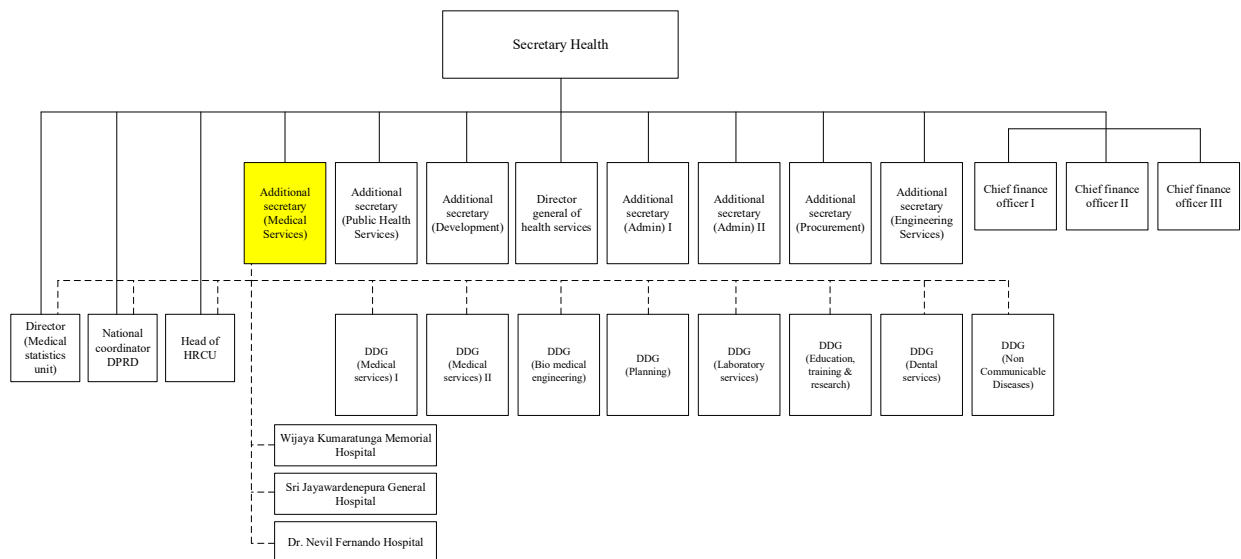 Secretary Health
Additional
secretary
(Medical
Services)
Additional
secretary
(Public Health
Services)
Additional
secretary
(Development)
Director
general of
health services
Additional
secretary
(Admin) I
Additional
secretary
(Admin) II
Additional
secretary
(Procurement)
Additional
secretary
(Engineering
Services)
Chief finance
officer I
Chief finance
officer II
Chief finance
officer III
Director
(Medical
statistics
unit)
National
coordinator
DPRD
Head of
HRCU
DDG
(Medical
services) I
DDG
(Medical
services) II
DDG
(Bio medical
engineering)
DDG
(Planning)
DDG
(Laboratory
services)
DDG
(Education,
training &
research)
DDG
(Dental
services)
DDG
(Non
Communicable
Diseases)
Wijaya Kumaratunga Memorial
Hospital
Sri Jayawardenepura General
Hospital
Dr. Nevil Fernando Hospital